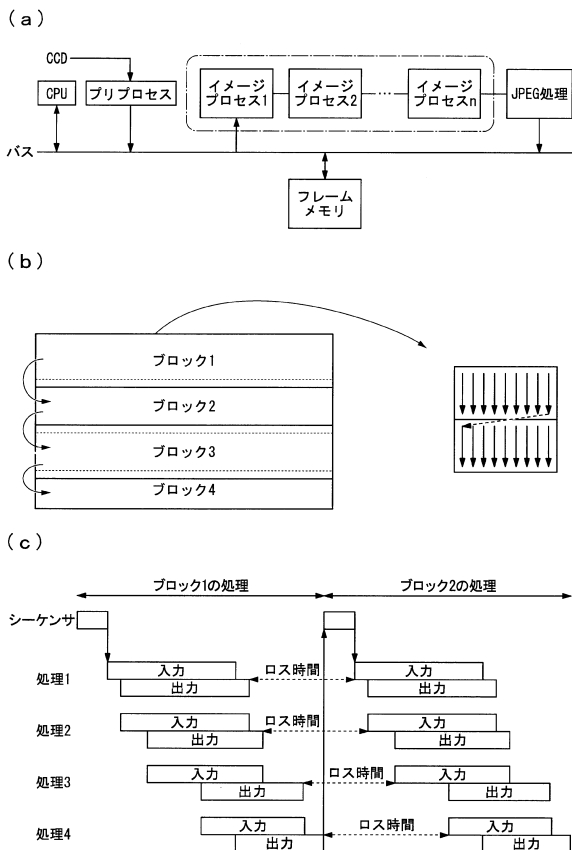 (a)
CCD
CPU
プリプロセス
イメージ
プロセス1
イメージ
プロセス2
イメージ
プロセスn
JPEG処理
バス
フレーム
メモリ
(b)
ブロック1
ブロック2
ブロック3
ブロック4
(c)
ブロック1の処理
ブロック2の処理
シーケンサ
処理1
入力
出力
ロス時間
入力
出力
処理2
入力
出力
ロス時間
入力
出力
処理3
入力
出力
ロス時間
入力
出力
処理4
入力
出力
ロス時間
入力
出力